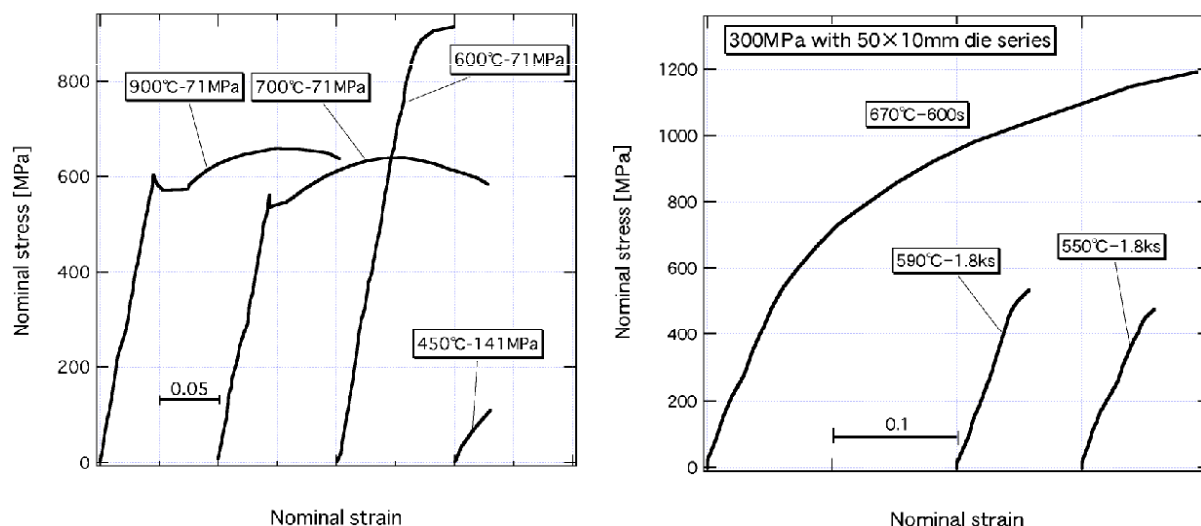 800
600
400
200
0
Nominal stress [MPa]
900℃-71MPa
700℃-71MPa
600℃-71MPa
450℃-141MPa
0.05
Nominal strain
1200
1000
800
600
400
200
0
Nominal stress [MPa]
300MPa with 50×10mm die series
670℃-600s
590℃-1.8ks
550℃-1.8ks
0.1
Nominal strain